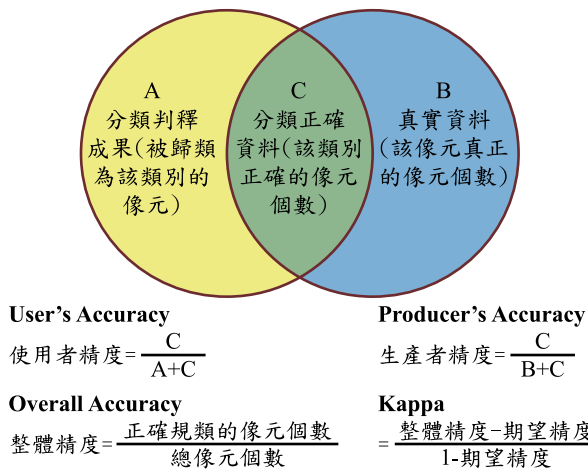 A
分類判釋
成果(被歸類
為該類別的
像元)
C
分類正確
資料(該類別
正確的像元
個數)
B
真實資料
(該像元真正
的像元個數)
User's Accuracy
使用者精度=C/A+C
Producer's Accuracy
生產者精度=C/B+C
Overall Accuracy
整體精度=正確規類的像元個數/總像元個數
Kappa
=整體精度-期望精度/1-期望精度